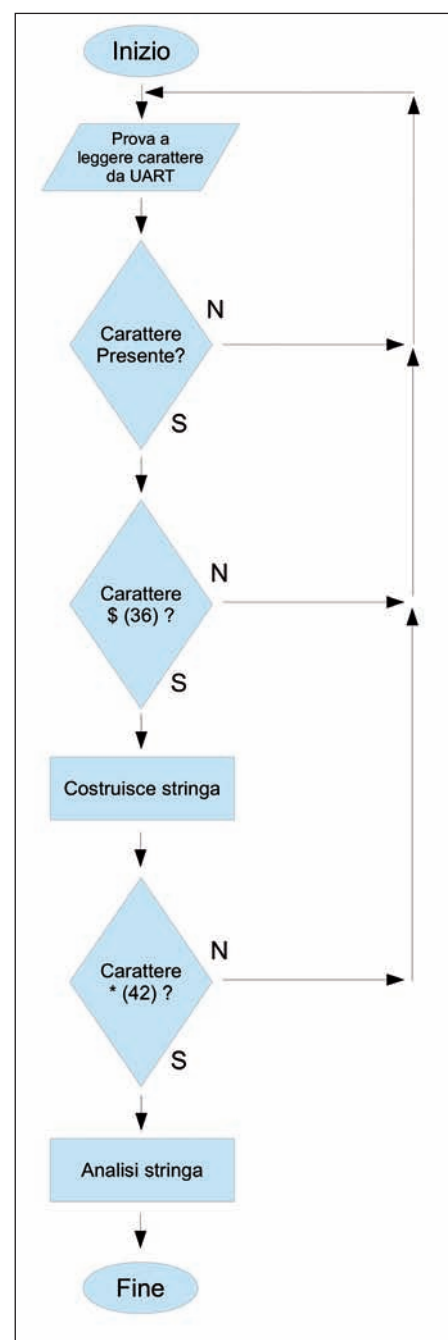 Inizio
Prova a
leggere carattere
da UART
N
Carattere
Presente?
S
N
Carattere
$ (36) ?
S
Costruisce stringa
N
Carattere
* (42) ?
S
Analisi stringa
Fine